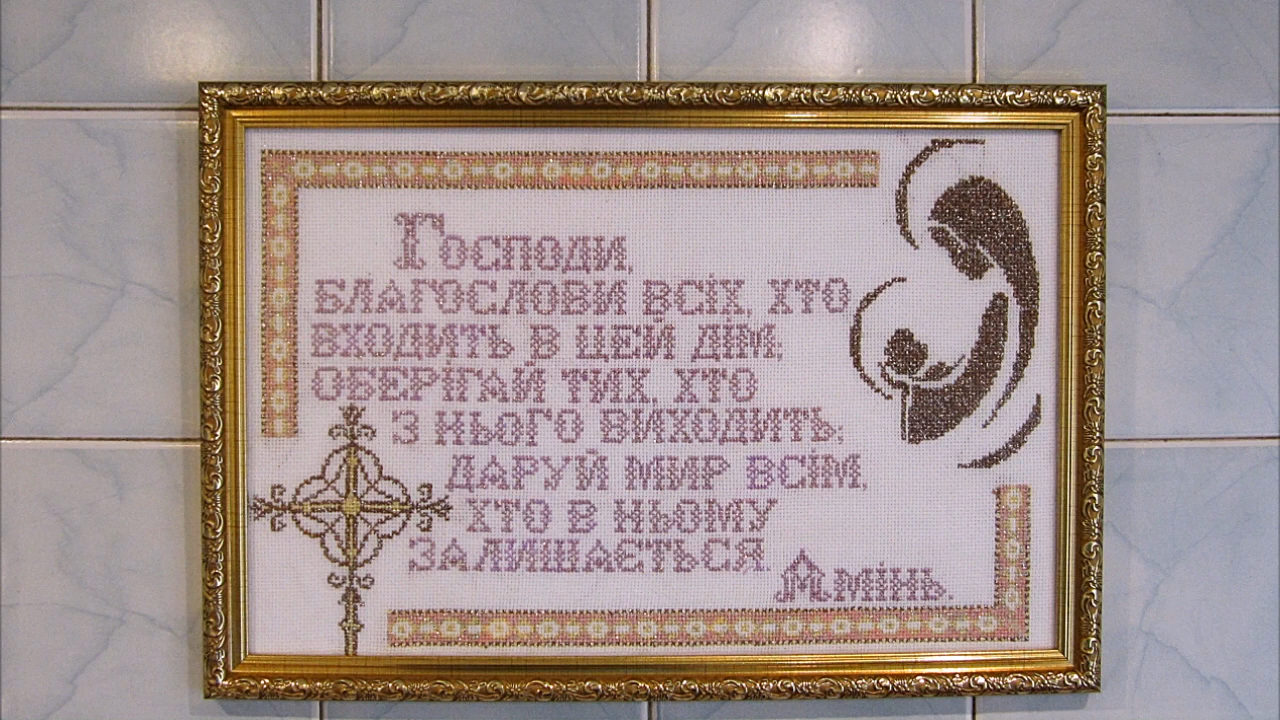 Господи,
БЛАГОСЛОВИ ВСІХ, ХТО
ВХОДИТЬ В ЦЕЙ ДІМ,
ОБЕРІГАЙ ТИХ, ХТО
З НЬОГО ВИХОДИТЬ;
ДАРУЙ МИР ВСІМ,
ХТО В НЬОМУ
ЗАЛИШАЄТЬСЯ.
Амінь.